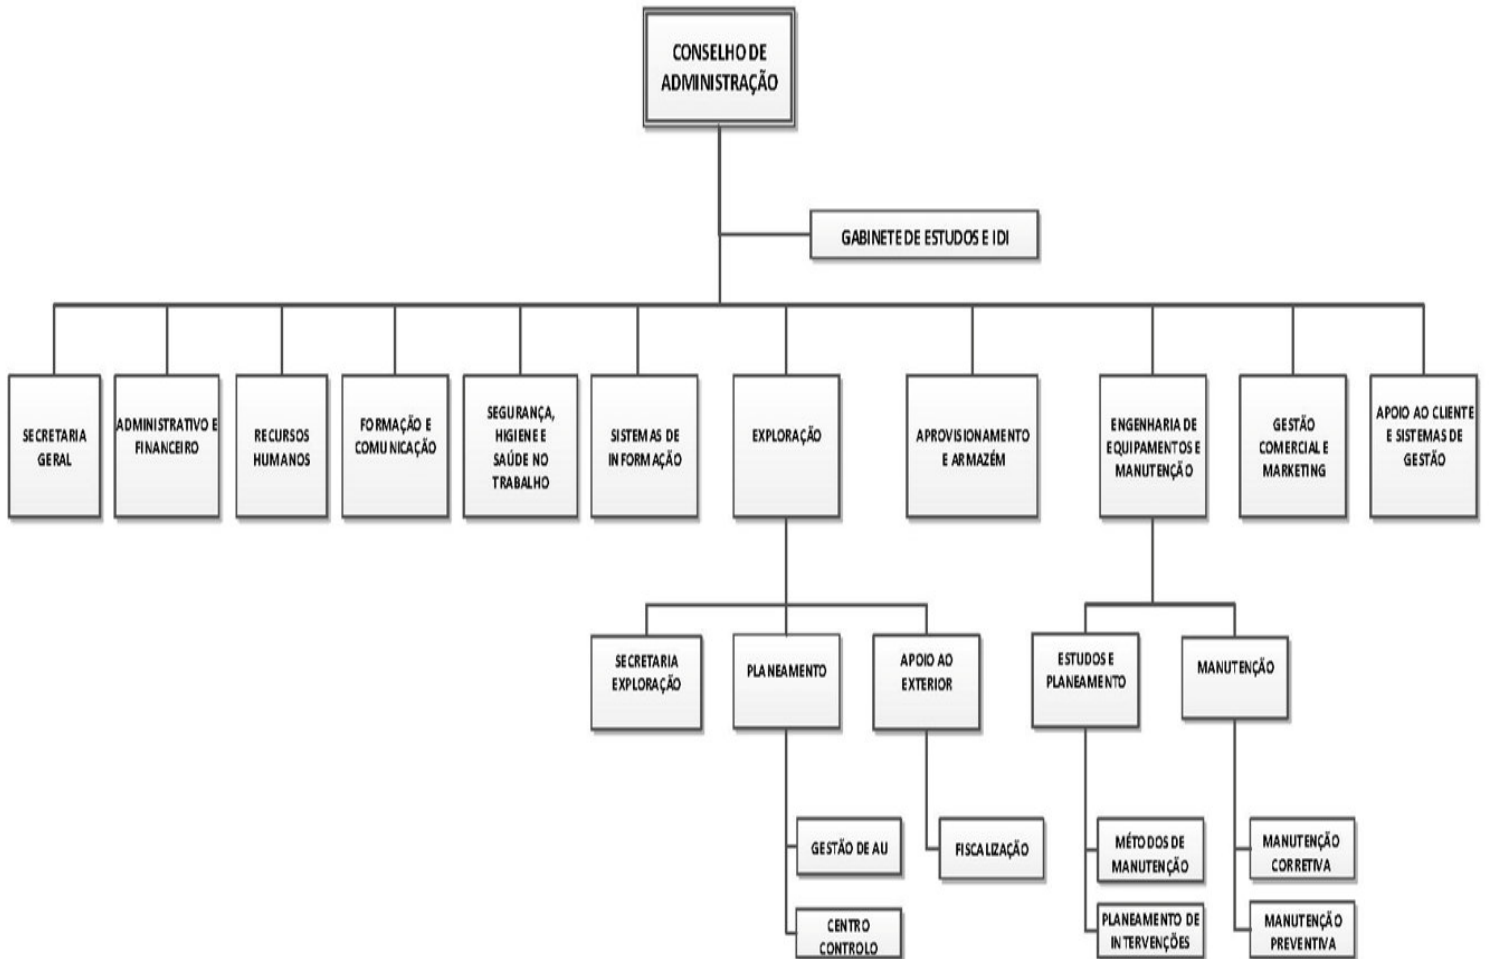 CONSELHO DE
ADMINISTRAÇÃO
GABINETE DE ESTUDOS E IDI
SECRETARIA
GERAL
ADMINISTRATIVO E
FINANCEIRO
RECURSOS
HUMANOS
FORMAÇÃO E
COMUNICAÇÃO
SEGURANÇA,
HIGIENE E
SAÚDE NO
TRABALHO
SISTEMAS DE
INFORMAÇÃO
EXPLORAÇÃO
APROVISIONAMENTO
E ARMAZÉM
ENGENHARIA DE
EQUIPAMENTOS E
MANUTENÇÃO
GESTÃO
COMERCIAL E
MARKETING
APOIO AO CLIENTE
E SISTEMAS DE
GESTÃO
SECRETARIA
EXPLORAÇÃO
PLANEAMENTO
APOIO AO
EXTERIOR
ESTUDOS E
PLANEAMENTO
MANUTENÇÃO
GESTÃO DE AU
FISCALIZAÇÃO
MÉTODOS DE
MANUTENÇÃO
MANUTENÇÃO
CORRETIVA
CENTRO
CONTROLO
PLANEAMENTO DE
INTERVENÇÕES
MANUTENÇÃO
PREVENTIVA